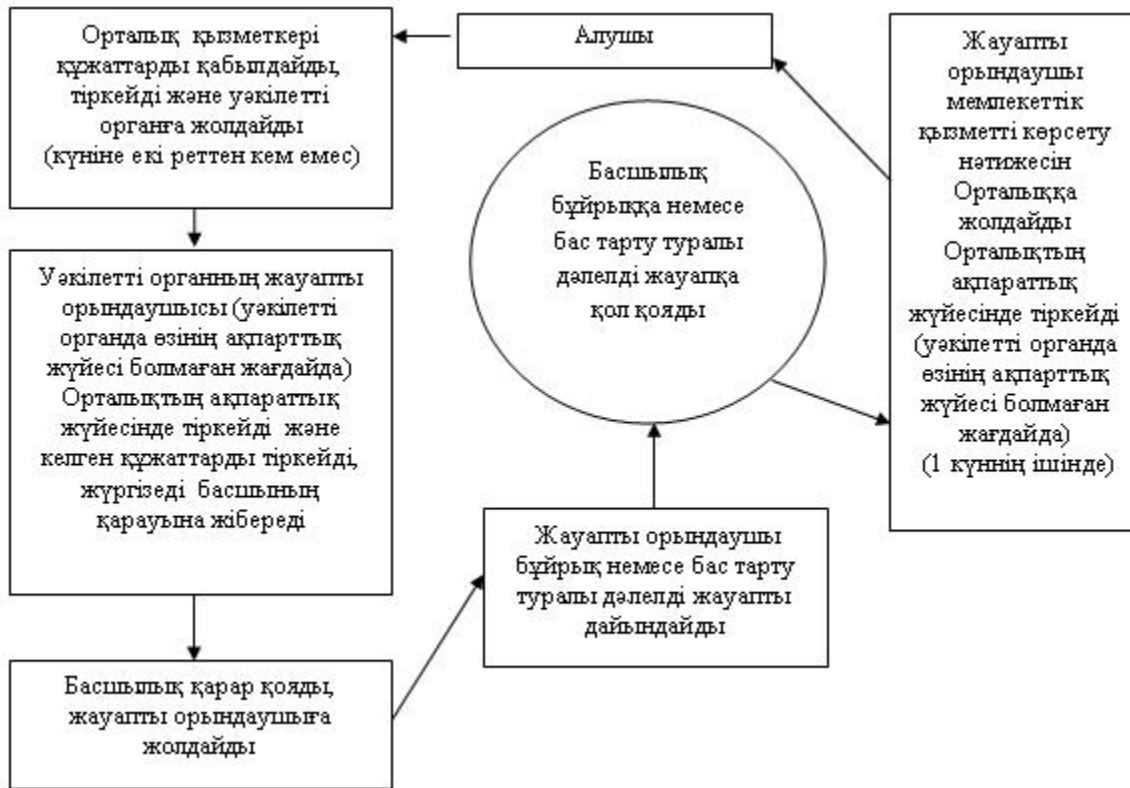 Алушы
Орталық қызметкері
құжаттарды қабылдайды,
тіркейді және уәкілетті
органға жолдайды
(күніне екі реттен кем емес)
Уәкілетті органның жауапты
орындаушысы (уәкілетті
органда өзінің ақпарттық
жүйесі болмаған жағдайда)
Орталықтың ақпараттық
жүйесінде тіркейді және
келген құжаттарды тіркейді,
жүргізеді басшының
қарауына жібереді
Басшылық қарар қояды,
жауапты орындаушыға
жолдайды
Жауапты орындаушы
бұйрық немесе бас тарту
туралы дәлелді жауапты
дайындайды
Басшылық
бұйрыққа немесе
бас тарту туралы
дәлелді жауапқа
қол қояды
Жауапты
орындаушы
мемлекеттік
қызметті көрсету
нәтижесін
Орталыққа
жолдайды
Орталықтың
ақпараттық
жүйесінде тіркейді
(уәкілетті органда
өзінің ақпарттық
жүйесі болмаған
жағдайда)
(1 күннің ішінде)